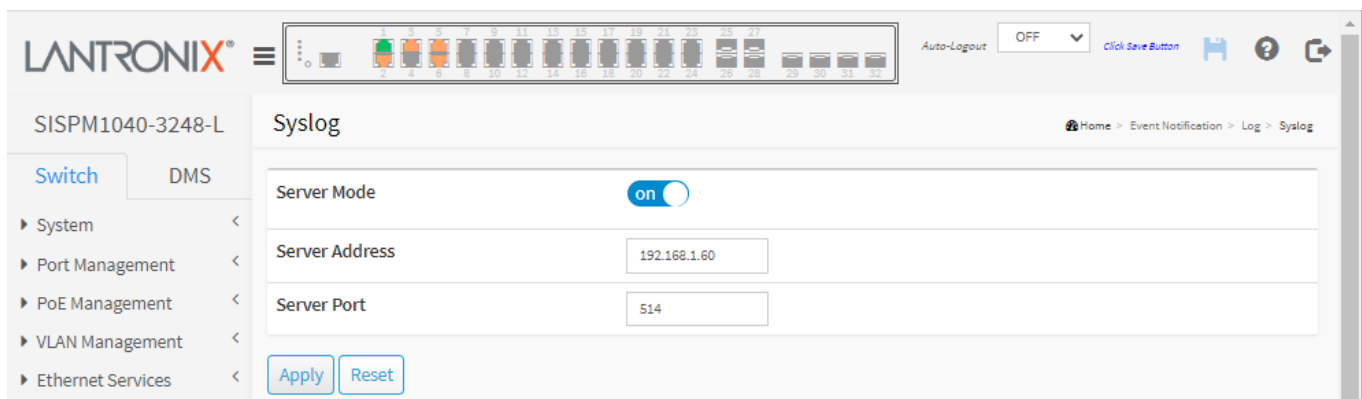 LANTRONIX®
1 3 5 7 9 11 13 15 17 19 21 23 25 27
2 4 6 8 10 12 14 16 18 20 22 24 26 28 29 30 31 32
Auto-Logout OFF Click Save Button
SISPM1040-3248-L
Syslog
Home > Event Notification > Log > Syslog
Switch DMS
Server Mode on
System
Server Address 192.168.1.60
Port Management
PoE Management
Server Port 514
VLAN Management
Ethernet Services
Apply Reset